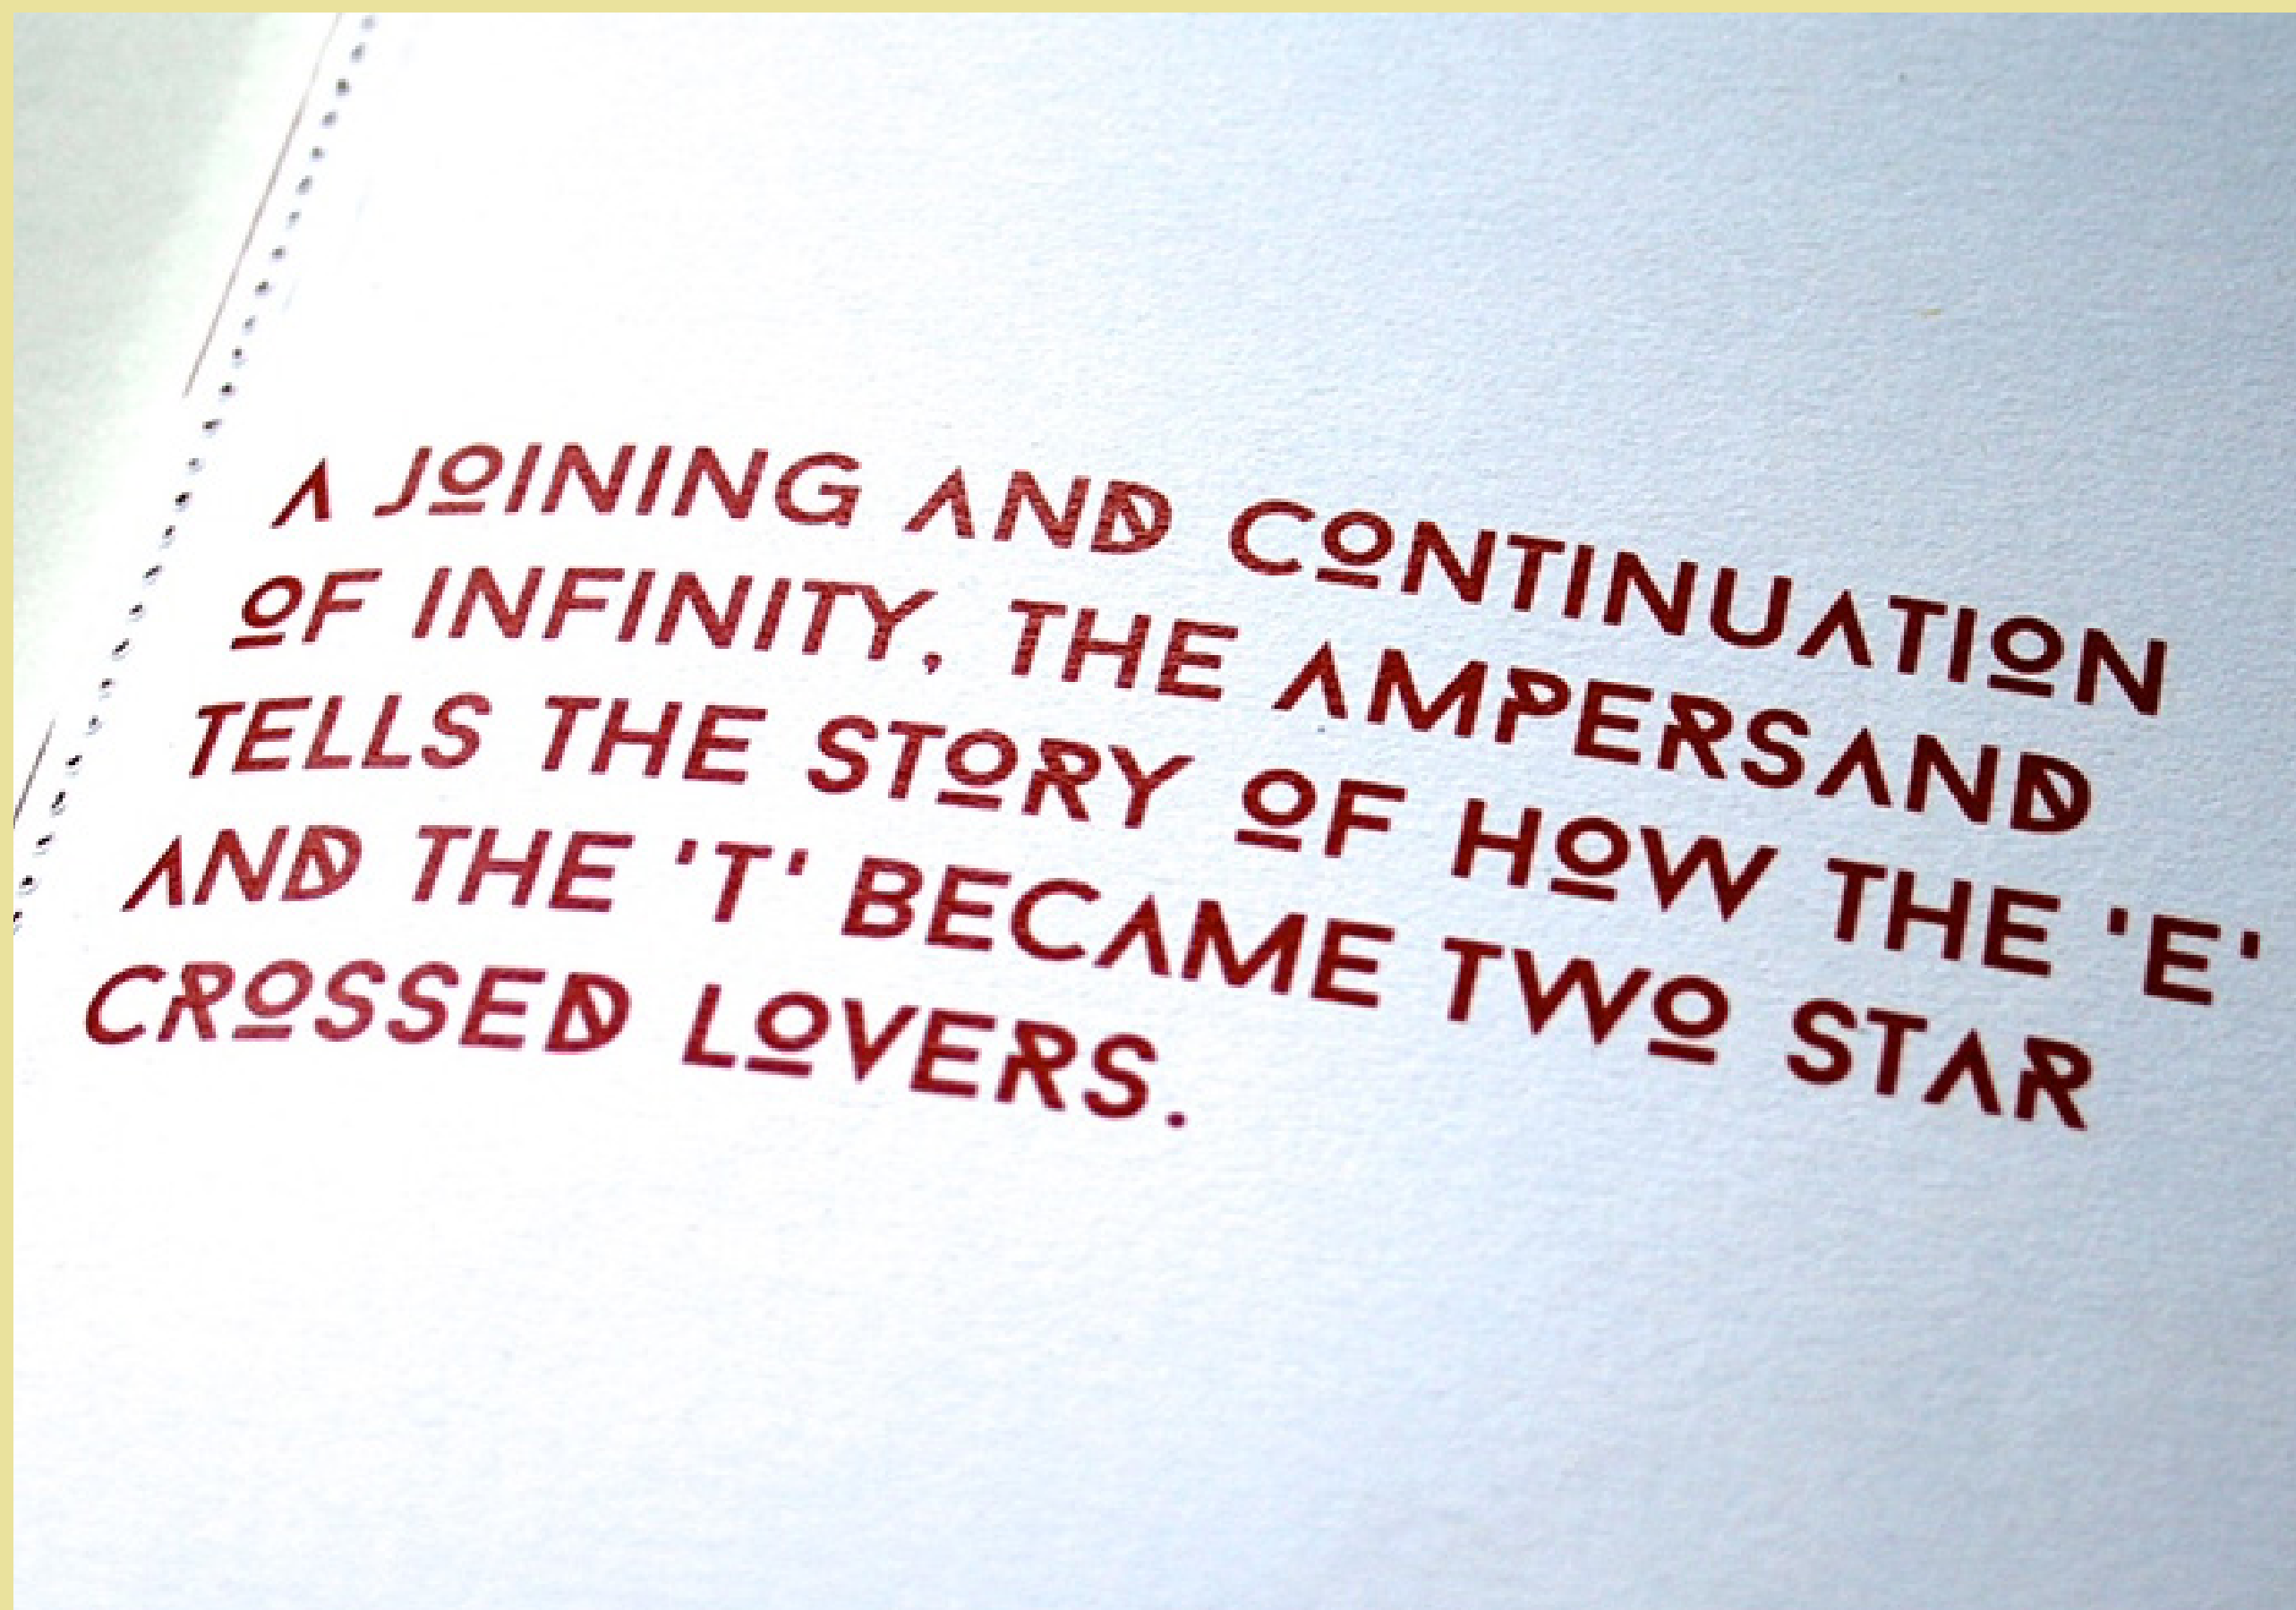 A JOINING AND CONTINUATION
OF INFINITY, THE AMPERSAND
TELLS THE STORY OF HOW THE 'E'
AND THE 'T' BECAME TWO STAR
CROSSED LOVERS.